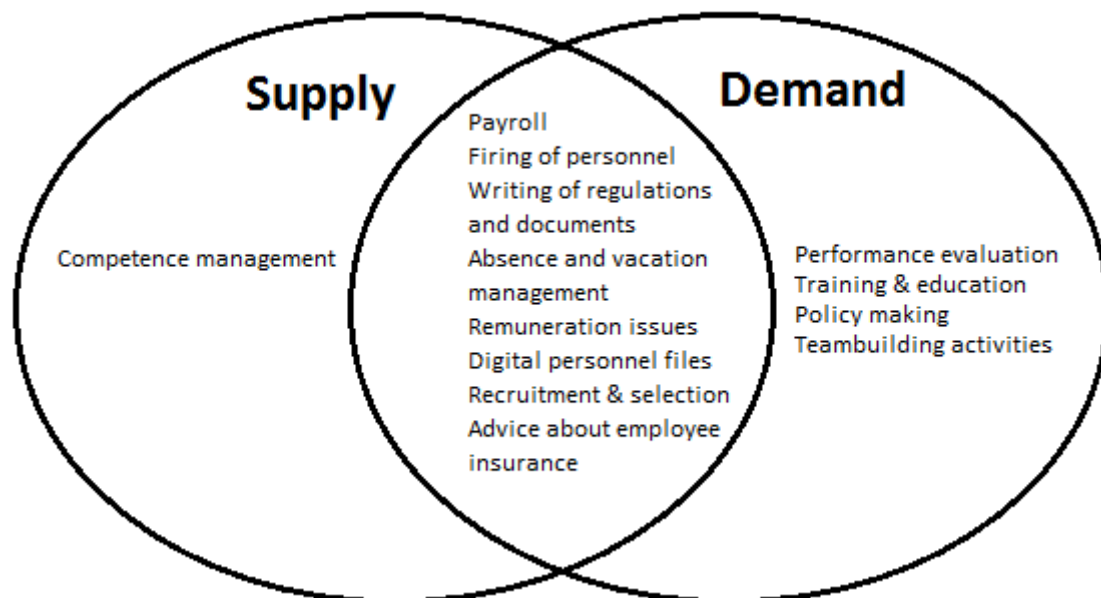 Supply
Demand
Competence management
Payroll
Firing of personnel
Writing of regulations
and documents
Absence and vacation
management
Remuneration issues
Digital personnel files
Recruitment & selection
Advice about employee
insurance
Performance evaluation
Training & education
Policy making
Teambuilding activities